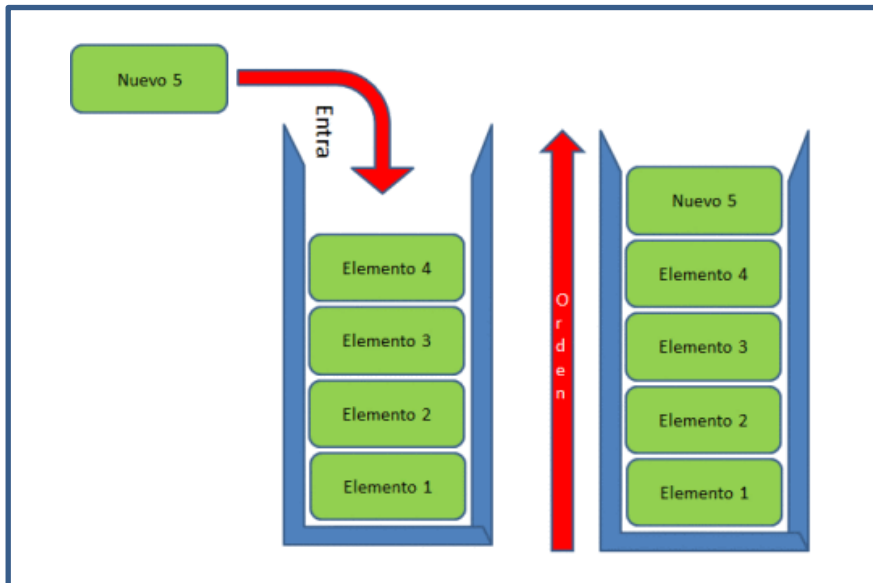 Nuevo 5
Entra
Elemento 4
Elemento 3
Elemento 2
Elemento 1
Orden
Nuevo 5
Elemento 4
Elemento 3
Elemento 2
Elemento 1